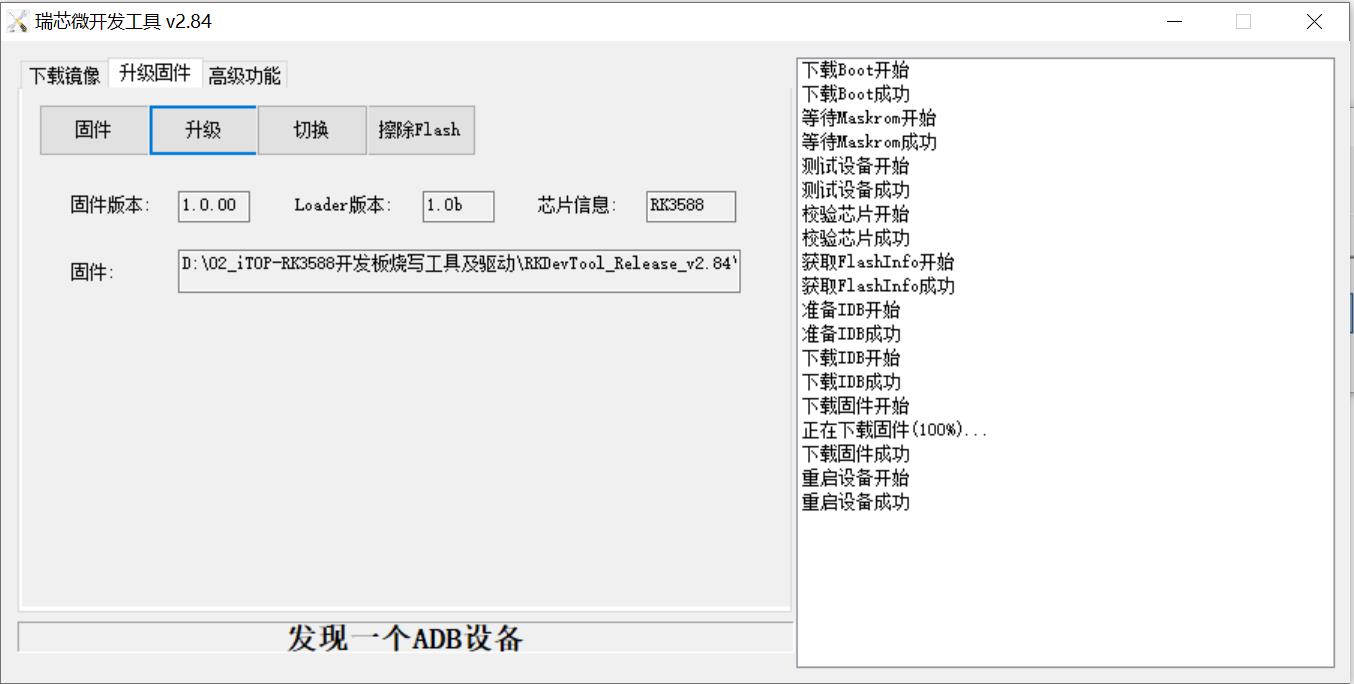 瑞芯微开发工具 v2.84
下载镜像 升级固件 高级功能
固件 升级 切换 擦除Flash
固件版本: 1.0.00 Loader版本: 1.0b 芯片信息: RK3588
固件: D:\02_iTOP-RK3588开发板烧写工具及驱动\RKDevTool_Release_v2.84\
发现一个ADB设备
下载Boot开始
下载Boot成功
等待Maskrom开始
等待Maskrom成功
测试设备开始
测试设备成功
校验芯片开始
校验芯片成功
获取FlashInfo开始
获取FlashInfo成功
准备IDB开始
准备IDB成功
下载IDB开始
下载IDB成功
下载固件开始
正在下载固件(100%)...
下载固件成功
重启设备开始
重启设备成功